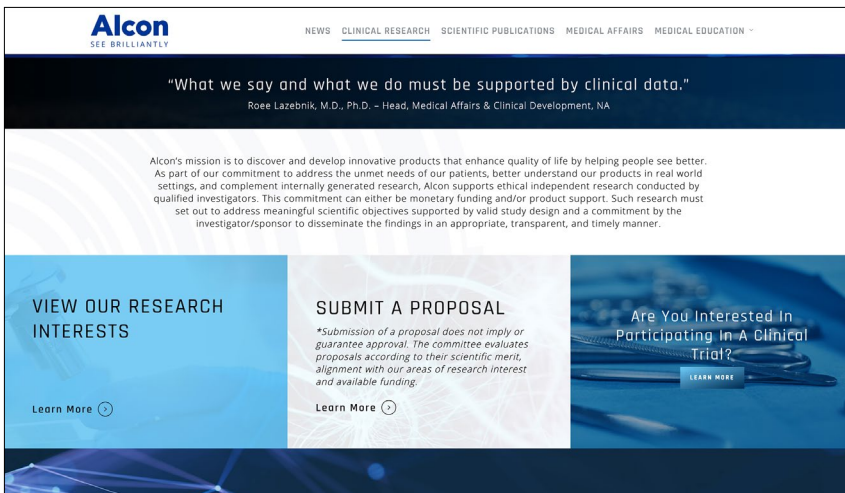 Alcon
SEE BRILLIANTLY
NEWS CLINICAL RESEARCH SCIENTIFIC PUBLICATIONS MEDICAL AFFAIRS MEDICAL EDUCATION
“What we say and what we do must be supported by clinical data.”
Roee Lazebnik, M.D., Ph.D. – Head, Medical Affairs & Clinical Development, NA
Alcon’s mission is to discover and develop innovative products that enhance quality of life by helping people see better.
As part of our commitment to address the unmet needs of our patients, better understand our products in real world
settings, and complement internally generated research, Alcon supports ethical independent research conducted by
qualified investigators. This commitment can either be monetary funding and/or product support. Such research must
set out to address meaningful scientific objectives supported by valid study design and a commitment by the
investigator/sponsor to disseminate the findings in an appropriate, transparent, and timely manner.
VIEW OUR RESEARCH
INTERESTS
Learn More
SUBMIT A PROPOSAL
*Submission of a proposal does not imply or
guarantee approval. The committee evaluates
proposals according to their scientific merit,
alignment with our areas of research interest
and available funding.
Learn More
Are You Interested In
Participating In A Clinical
Trial?
LEARN MORE